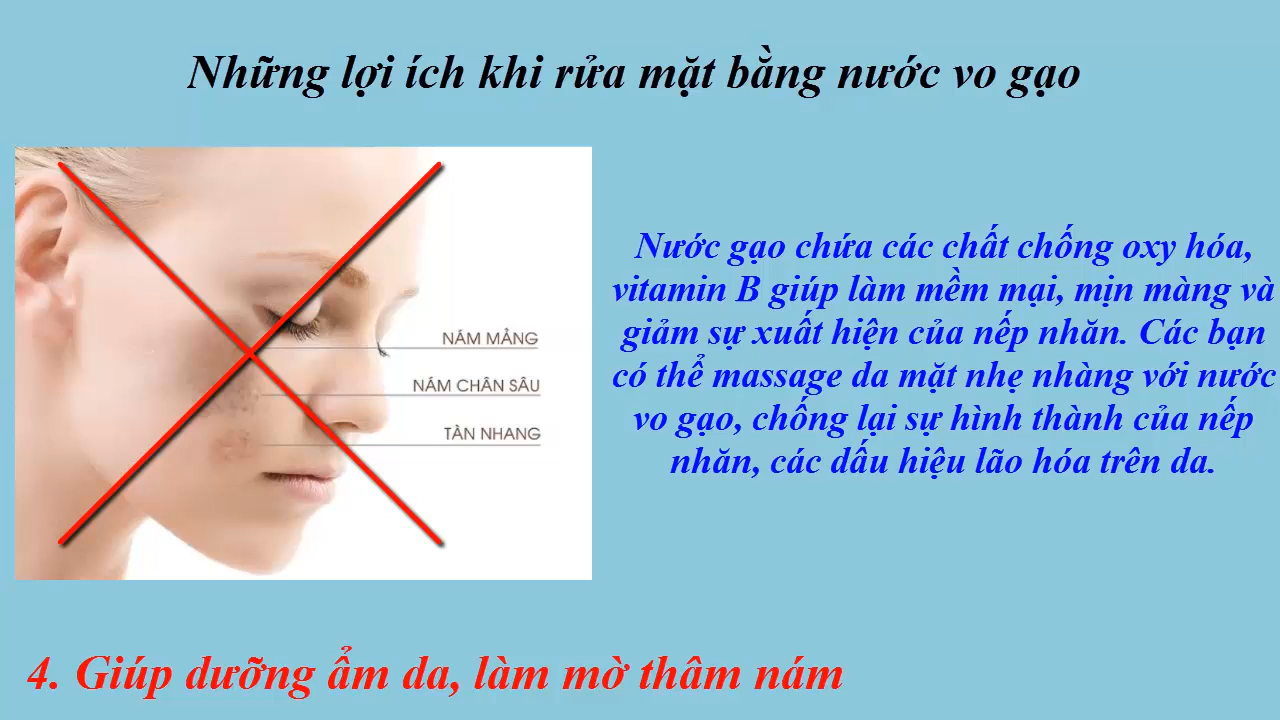 Những lợi ích khi rửa mặt bằng nước vo gạo
NÁM MẢNG
NÁM CHÂN SÂU
TÀN NHANG
Nước gạo chứa các chất chống oxy hóa,
vitamin B giúp làm mềm mại, mịn màng và
giảm sự xuất hiện của nếp nhăn. Các bạn
có thể massage da mặt nhẹ nhàng với nước
vo gạo, chống lại sự hình thành của nếp
nhăn, các dấu hiệu lão hóa trên da.
4. Giúp dưỡng ẩm da, làm mờ thâm nám